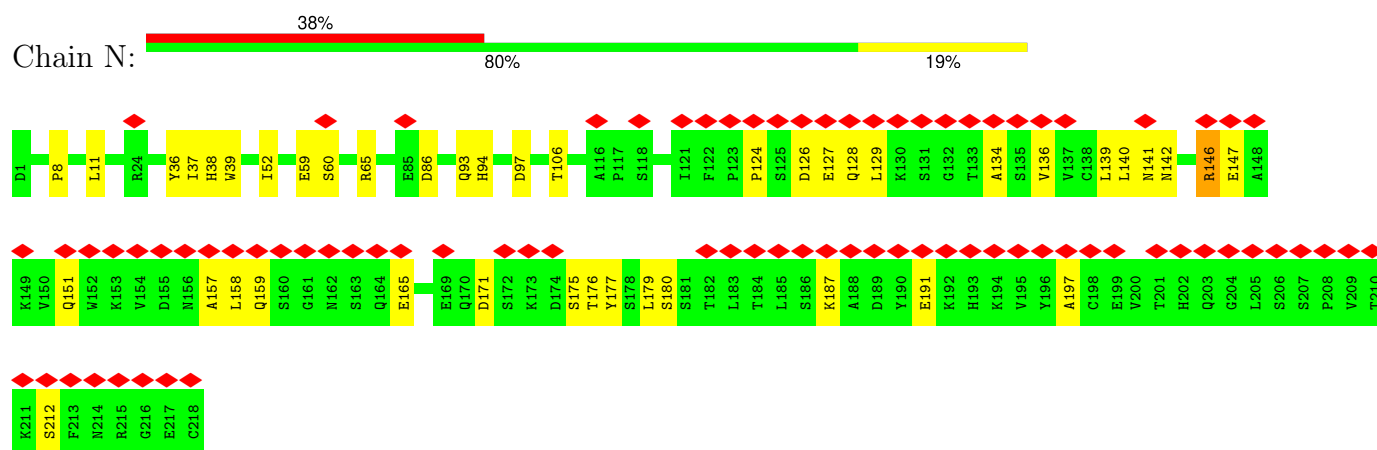 38%
Chain N:
80% 19%
D1 P8 L11 R24 Y36 I37 H38 W39 I52 E59 S60 R65 E85 D86 Q93 H94 D97 T106 A116 P117 S118 I121 F122 P123 P124 S125 D126 E127 Q128 L129 K130 S131 G132 T133 A134 S135 V136 V137 C138 L139 L140 N141 N142 R146 E147 A148
K149 V150 Q151 W152 K153 V154 D155 N156 A157 L158 Q159 S160 G161 N162 S163 Q164 E165 E169 Q170 D171 S172 K173 D174 S175 T176 Y177 S178 L179 S180 S181 T182 L183 T184 L185 S186 K187 A188 D189 Y190 E191 K192 H193 K194 V195 Y196 A197 C198 E199 V200 T201 H202 Q203 G204 L205 S206 S207 P208 V209 T210
K211 S212 F213 N214 R215 G216 E217 C218